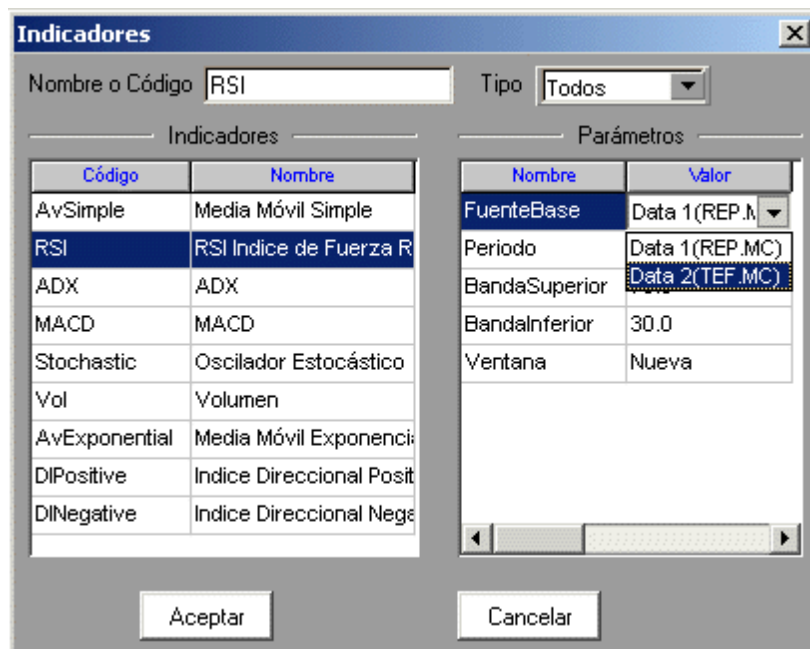 Indicadores
Nombre o Código RSI Tipo Todos
Indicadores
Código Nombre
AvSimple Media Móvil Simple
RSI RSI Indice de Fuerza R
ADX ADX
MACD MACD
Stochastic Oscilador Estocástico
Vol Volumen
AvExponential Media Móvil Exponenci
DIPositive Indice Direccional Posit
DINegative Indice Direccional Nega
Parámetros
Nombre Valor
FuenteBase Data 1(REP.M
Periodo Data 1(REP.MC)
Data 2(TEF.MC)
BandaSuperior
BandaInferior 30.0
Ventana Nueva
Aceptar Cancelar